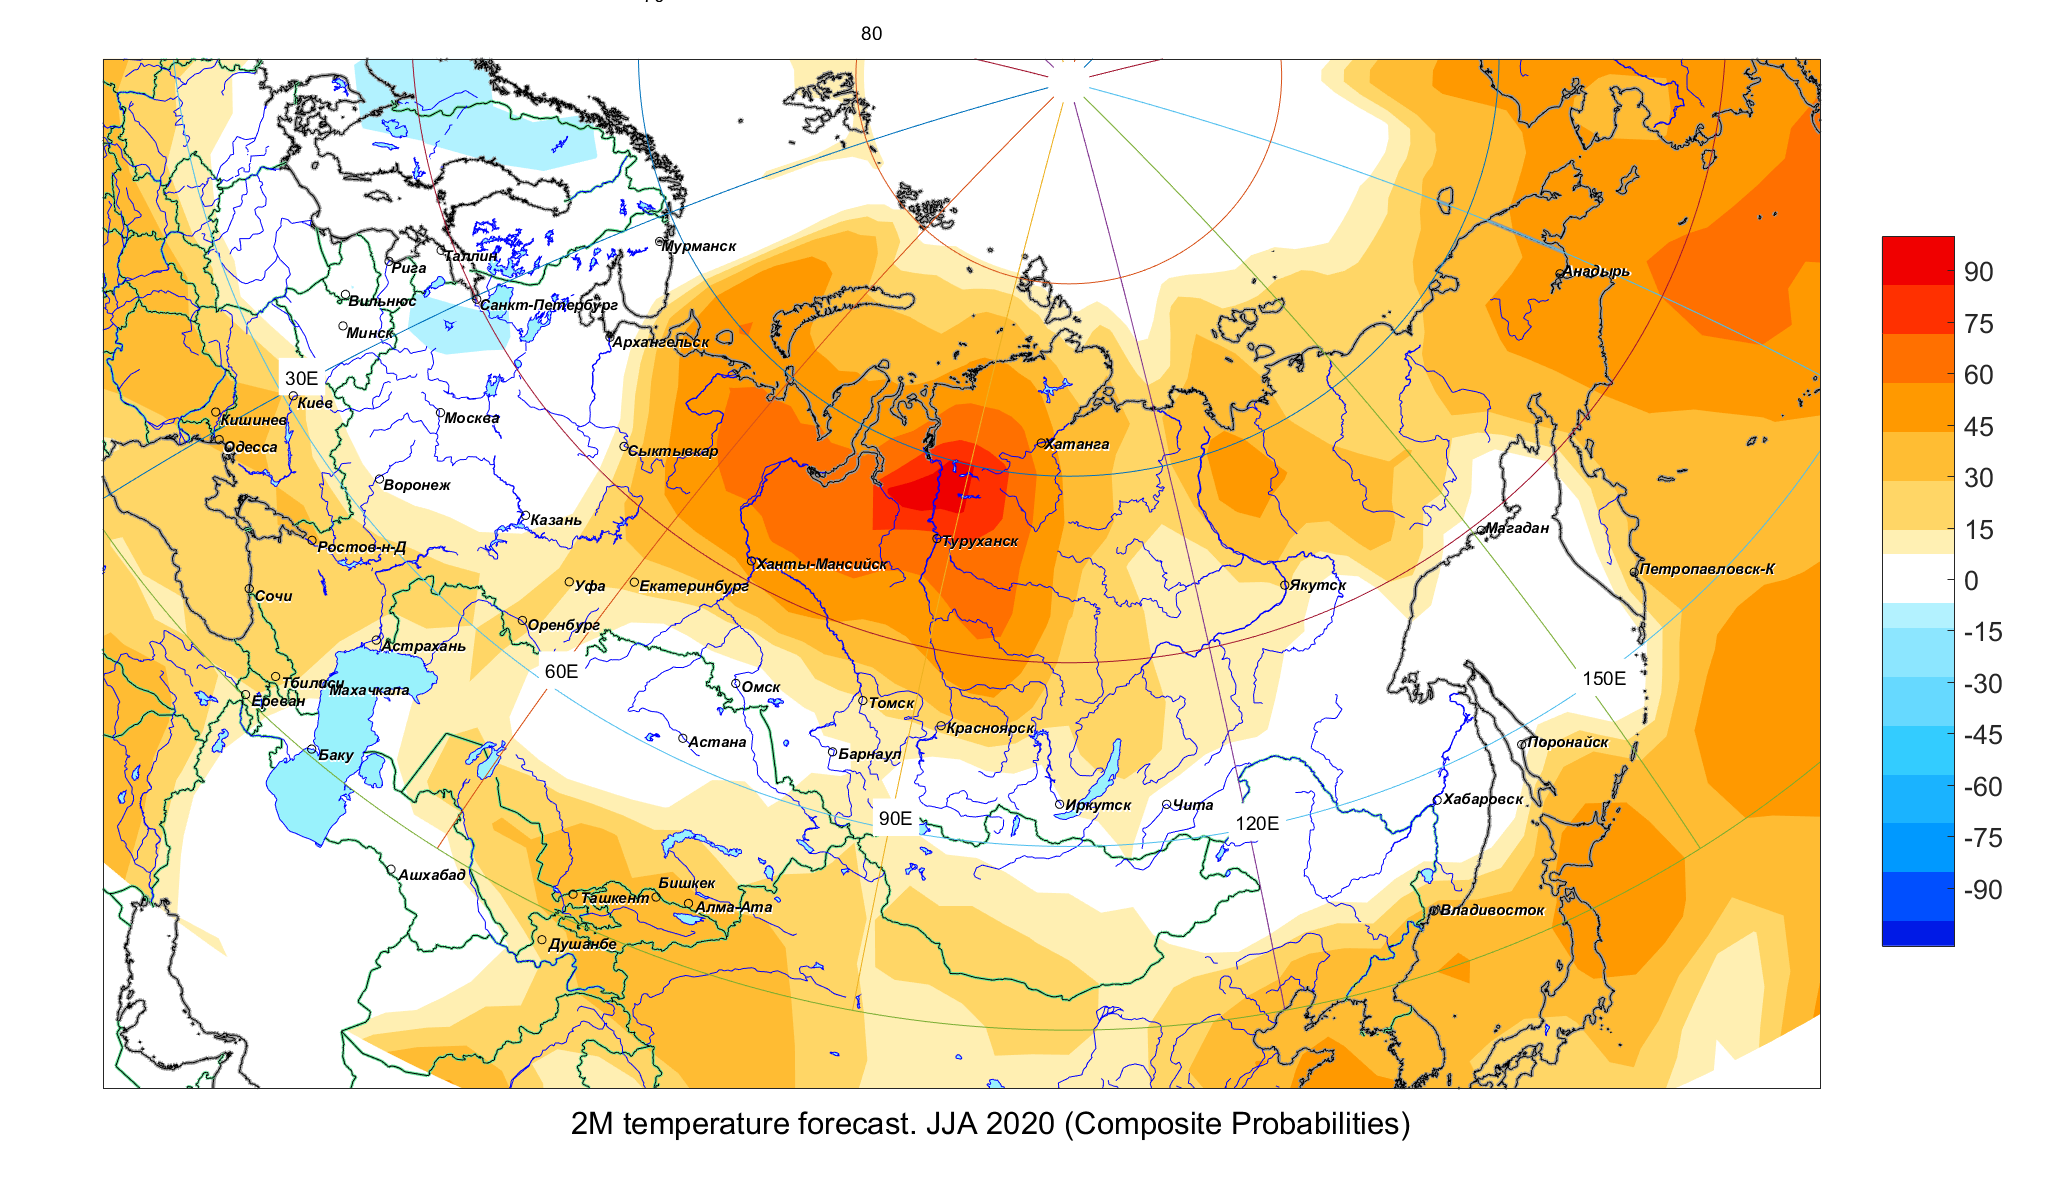 80
Мурманск
Таллин
Рига
Анадырь
Вильнюс
Санкт-Петербург
Минск
Архангельск
30E
Киев
Кишинев
Москва
Одесса
Сыктывкар
Хатанга
Воронеж
Казань
Магадан
Ростов-н-Д
Туруханск
Ханты-Мансийск
Петропавловск-К
Уфа
Екатеринбург
Якутск
Сочи
Оренбург
Астрахань
60E
150E
Тбилиси
Махачкала
Омск
Ереван
Томск
Красноярск
Астана
Поронайск
Баку
Барнаул
Иркутск
Чита
Хабаровск
90E
120E
Ашхабад
Бишкек
Ташкент
Алма-Ата
Владивосток
Душанбе
90
75
60
45
30
15
0
-15
-30
-45
-60
-75
-90
2M temperature forecast. JJA 2020 (Composite Probabilities)